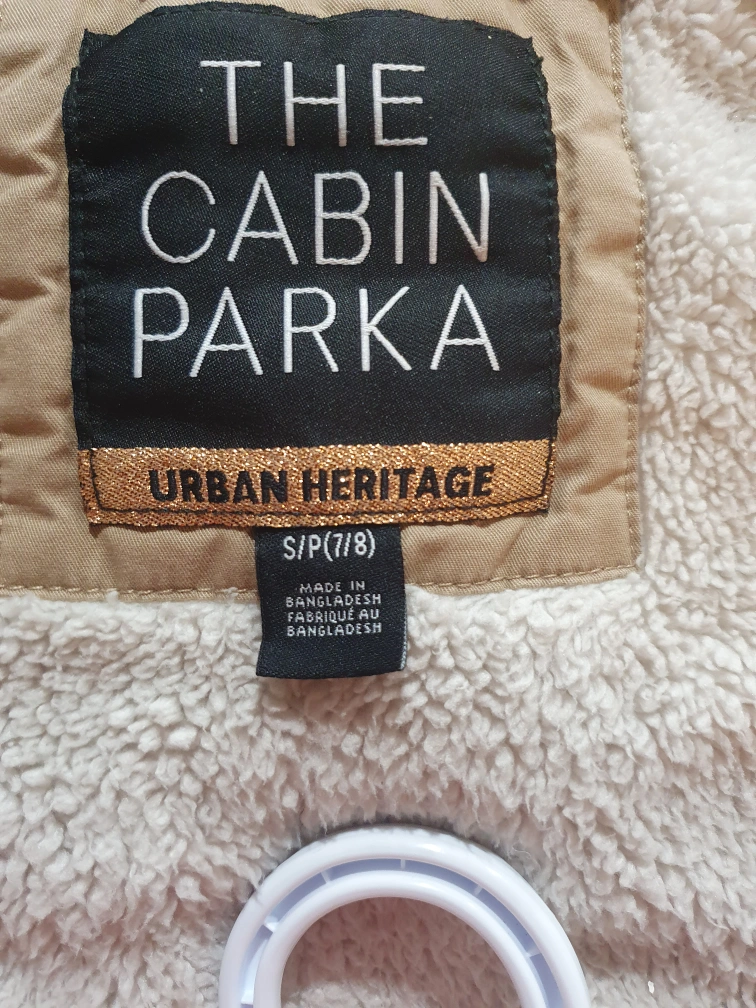 THE
CABIN
PARKA
URBAN HERITAGE
S/P(7/8)
MADE IN
BANGLADESH
FABRIQUÉ AU
BANGLADESH